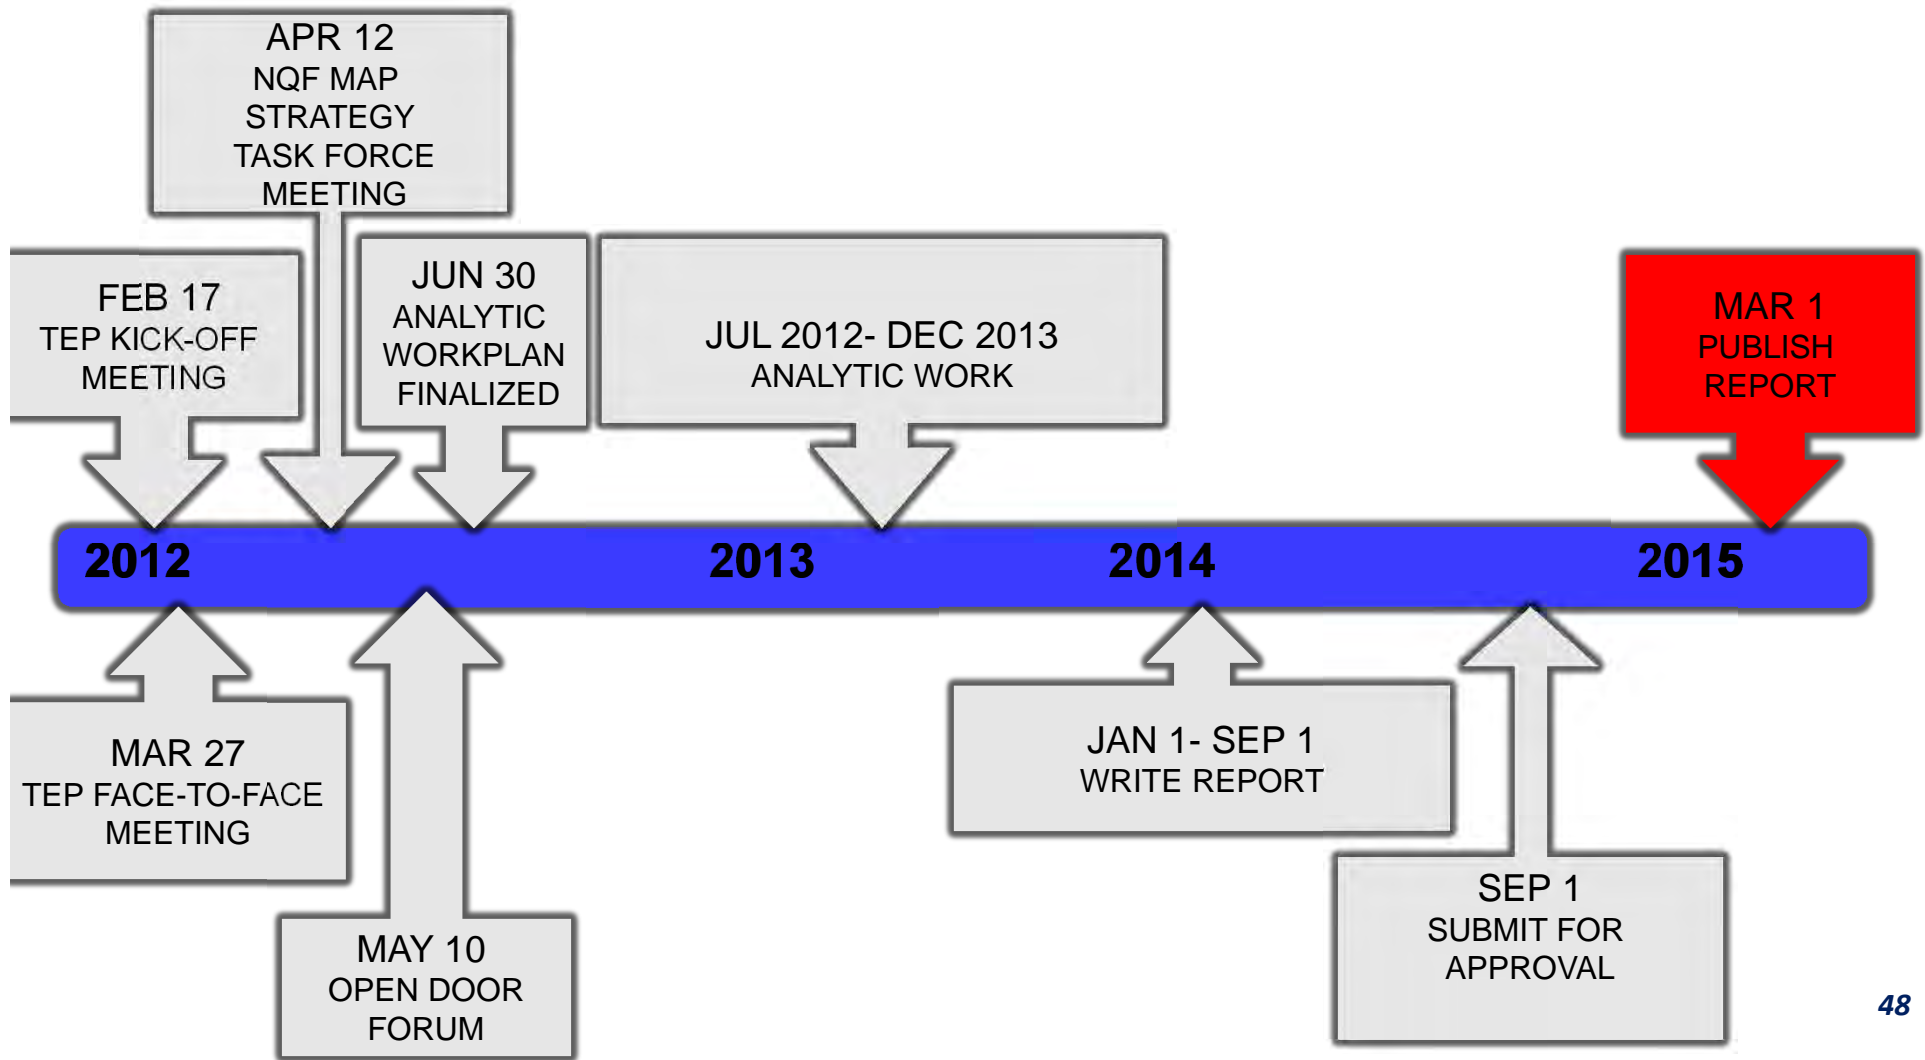 APR 12
NQF MAP
STRATEGY
TASK FORCE
MEETING
FEB 17
TEP KICK-OFF
MEETING
JUN 30
ANALYTIC
WORKPLAN
FINALIZED
JUL 2012- DEC 2013
ANALYTIC WORK
MAR 1
PUBLISH
REPORT
2012
2013
2014
2015
MAR 27
TEP FACE-TO-FACE
MEETING
MAY 10
OPEN DOOR
FORUM
JAN 1- SEP 1
WRITE REPORT
SEP 1
SUBMIT FOR
APPROVAL
48